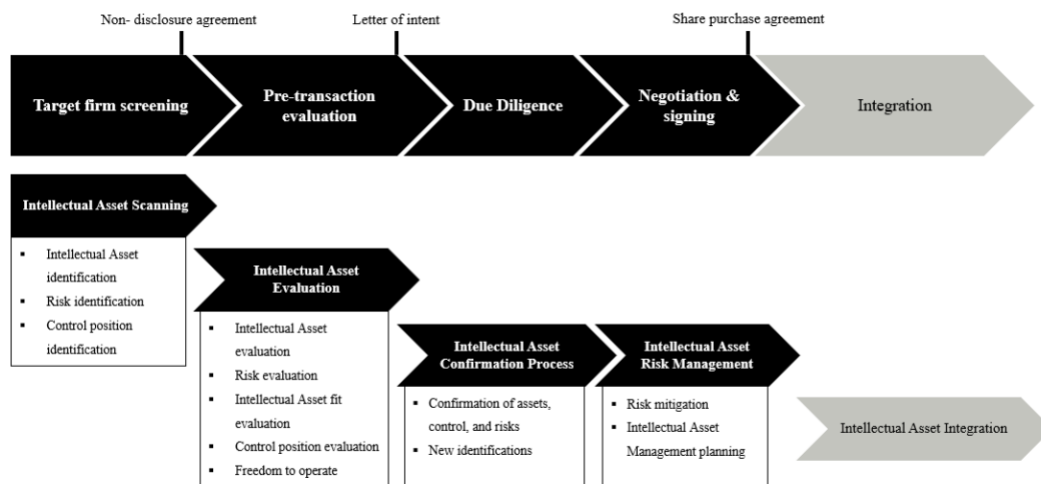 Non- disclosure agreement
Letter of intent
Share purchase agreement
Target firm screening
Pre-transaction
evaluation
Due Diligence
Negotiation &
signing
Integration
Intellectual Asset Scanning
▪ Intellectual Asset
identification
▪ Risk identification
▪ Control position
identification
Intellectual Asset
Evaluation
▪ Intellectual Asset
evaluation
▪ Risk evaluation
▪ Intellectual Asset fit
evaluation
▪ Control position evaluation
▪ Freedom to operate
Intellectual Asset
Confirmation Process
▪ Confirmation of assets,
control, and risks
▪ New identifications
Intellectual Asset
Risk Management
▪ Risk mitigation
▪ Intellectual Asset
Management planning
Intellectual Asset Integration